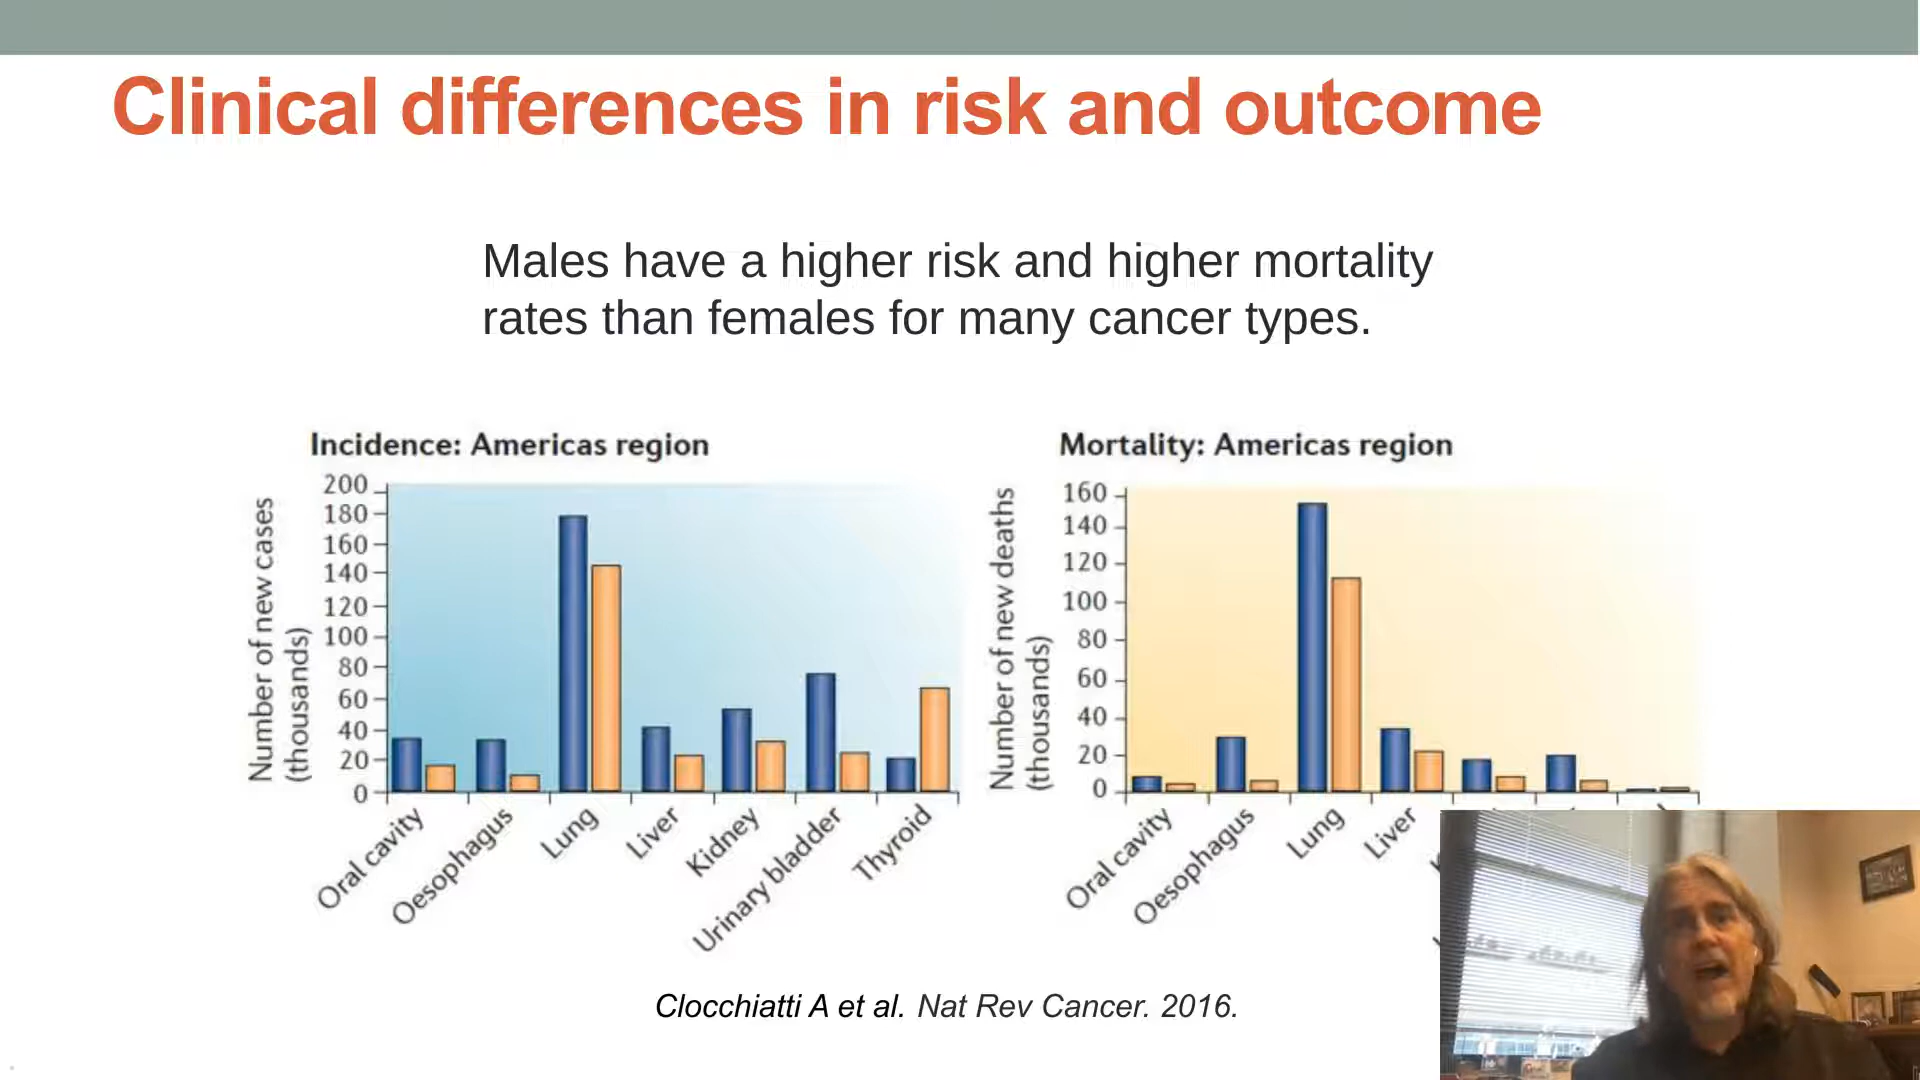 Clinical differences in risk and outcome
Males have a higher risk and higher mortality
rates than females for many cancer types.
Incidence: Americas region
Number of new cases
(thousands)
200
180
160
140
120
100
80
60
40
20
0
Oral cavity
Oesophagus
Lung
Liver
Kidney
Urinary bladder
Thyroid
Mortality: Americas region
Number of new deaths
(thousands)
160
140
120
100
80
60
40
20
0
Oral cavity
Oesophagus
Lung
Liver
Clocchiatti A et al. Nat Rev Cancer. 2016.